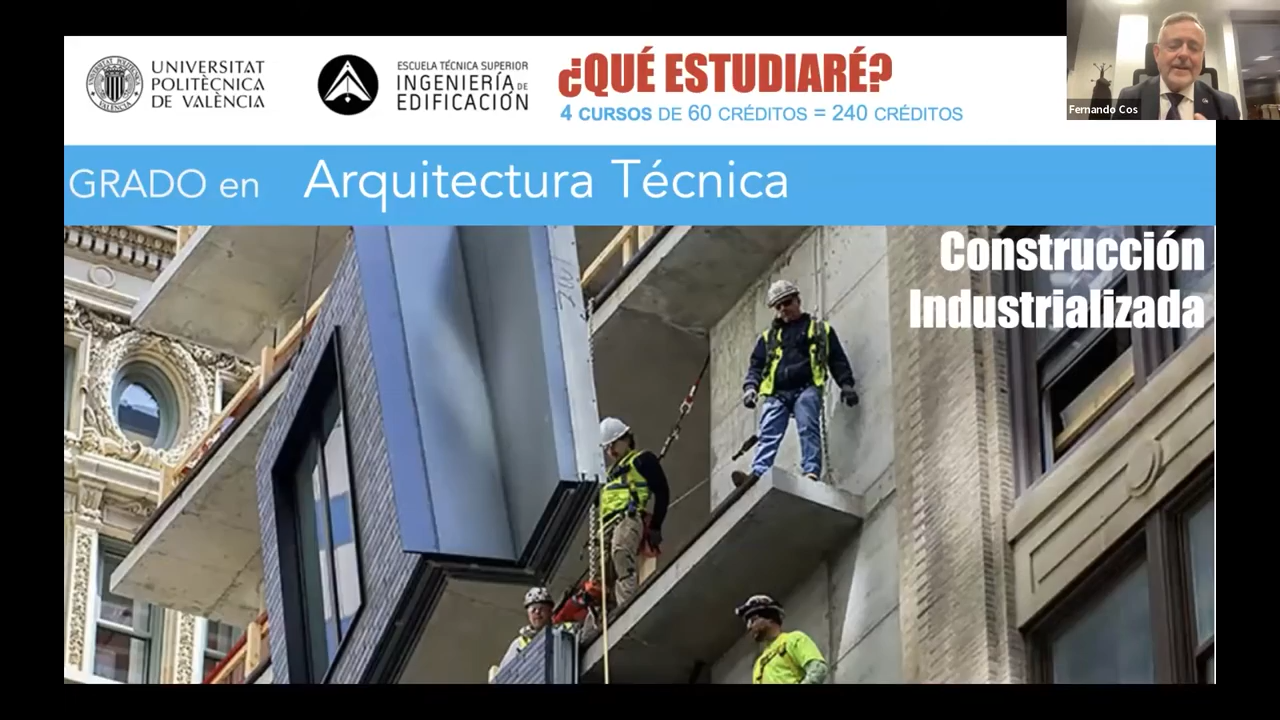 UNIVERSITAT
POLITÈCNICA
DE VALÈNCIA
ESCUELA TÉCNICA SUPERIOR
INGENIERÍA DE
EDIFICACIÓN
¿QUÉ ESTUDIARÉ?
4 CURSOS DE 60 CRÉDITOS = 240 CRÉDITOS
Fernando Cos
GRADO en Arquitectura Técnica
Construcción
Industrializada